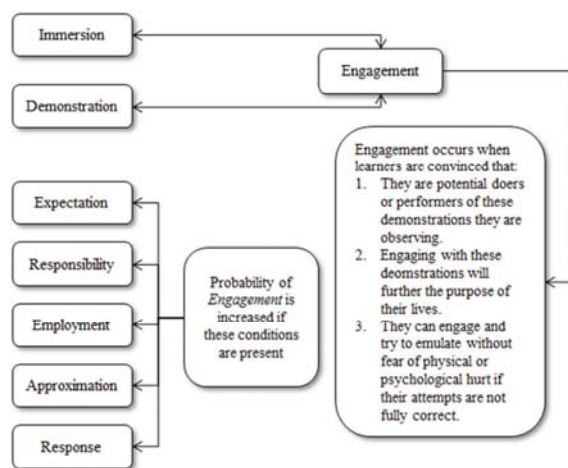 Immersion
Engagement
Demonstration
Engagement occurs when
learners are convinced that:
1. They are potential doers
or performers of these
demonstrations they are
observing.
2. Engaging with these
deomstrations will
further the purpose of
their lives.
3. They can engage and
try to emulate without
fear of physical or
psychological hurt if
their attempts are not
fully correct.
Expectation
Responsibility
Employment
Approximation
Response
Probability of
Engagement is
increased if
these conditions
are present